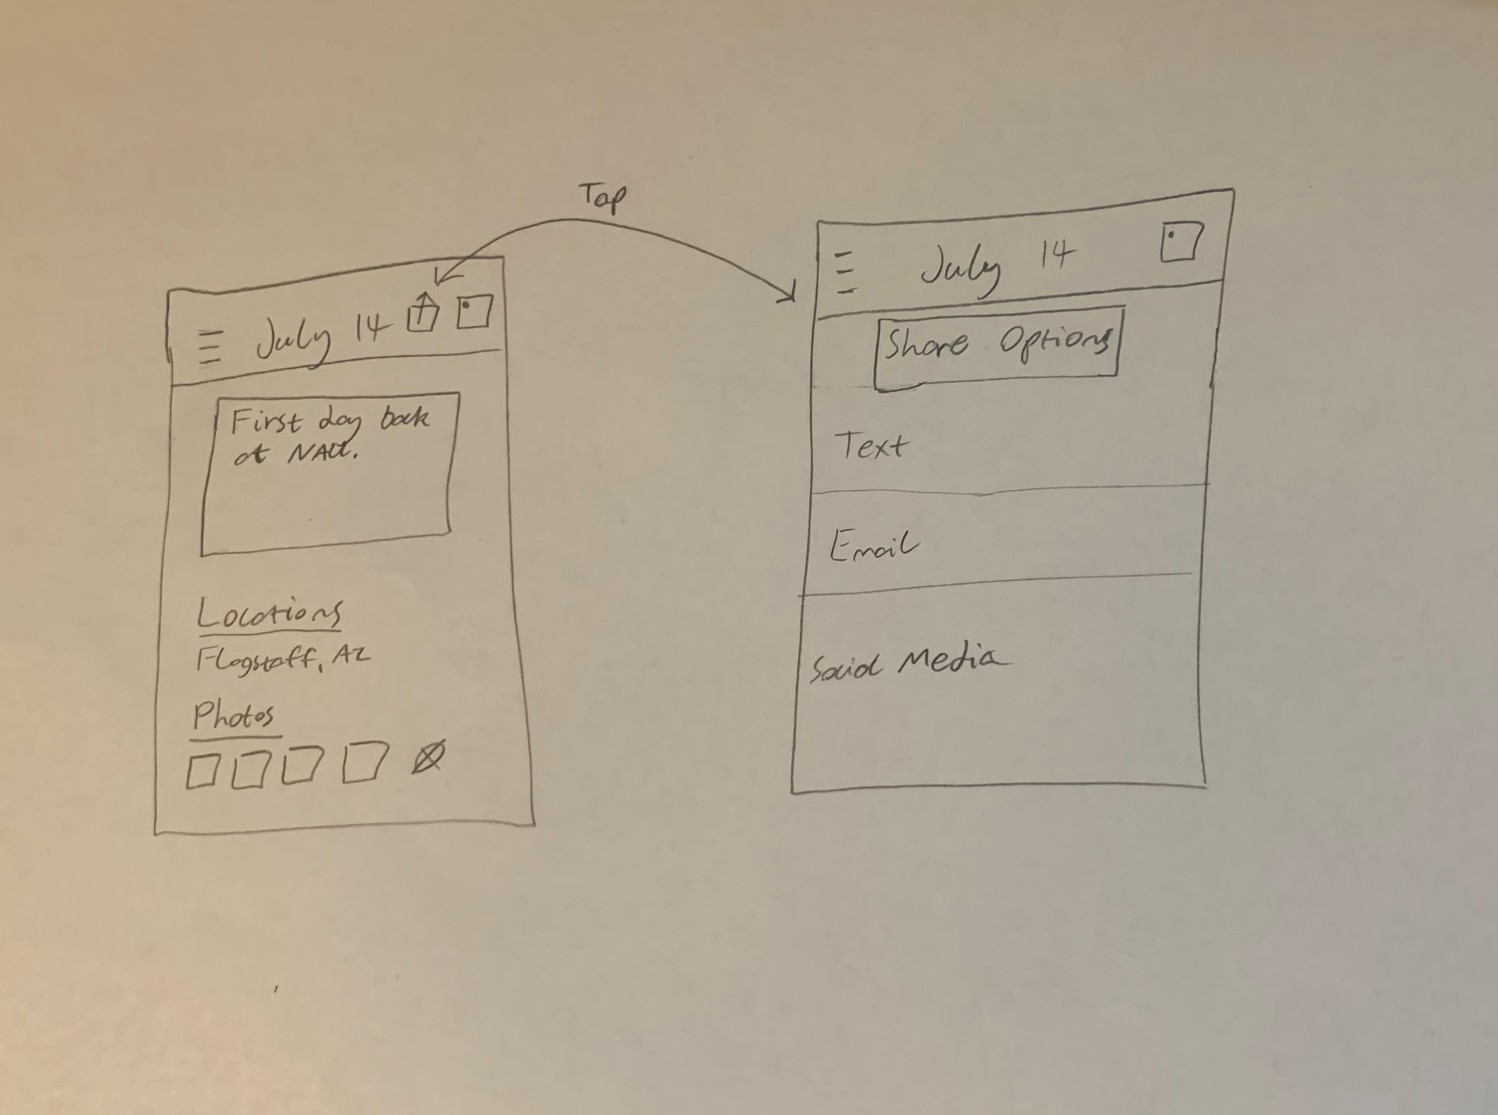 Tap
July 14
First day back
at NAU.
Locations
Flagstaff, AZ
Photos
July 14
Share Options
Text
Email
Social Media